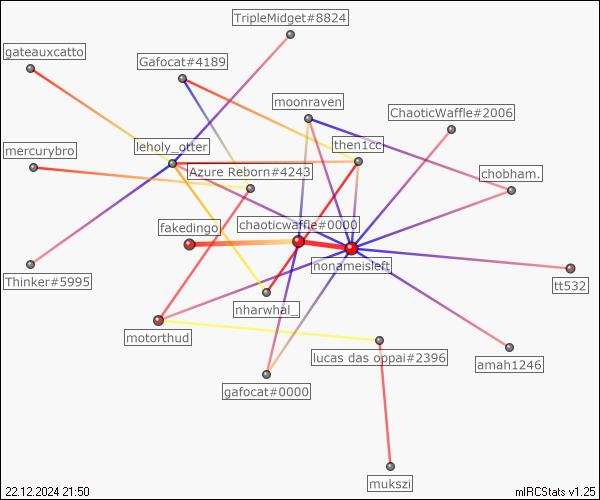 TripleMidget#8824
gateauxcatto
Gafocat#4189
moonraven
ChaoticWaffle#2006
mercurybro
leholy_otter
then1cc
Azure Reborn#4243
chobham.
fakedingo
chaoticwaffle#0000
nonameisleft
Thinker#5995
tt532
nharwhal_
motorthud
lucas das oppai#2396
amah1246
gafocat#0000
mukszi
22.12.2024 21:50
mIRCStats v1.25